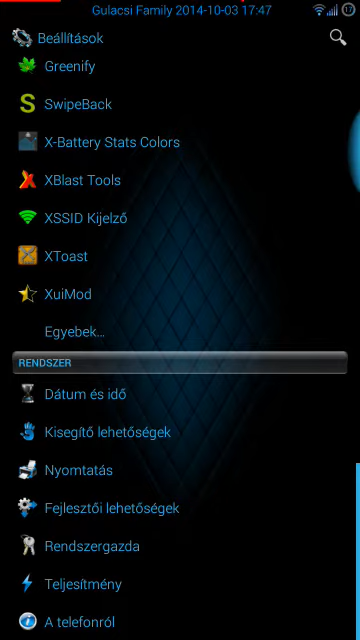 Gulacsi Family 2014-10-03 17:47 17
Beállítások
Greenify
SwipeBack
X-Battery Stats Colors
XBlast Tools
XSSID Kijelző
XToast
XuiMod
Egyebek...
RENDSZER
Dátum és idő
Kisegítő lehetőségek
Nyomtatás
Fejlesztői lehetőségek
Rendszergazda
Teljesítmény
A telefonról